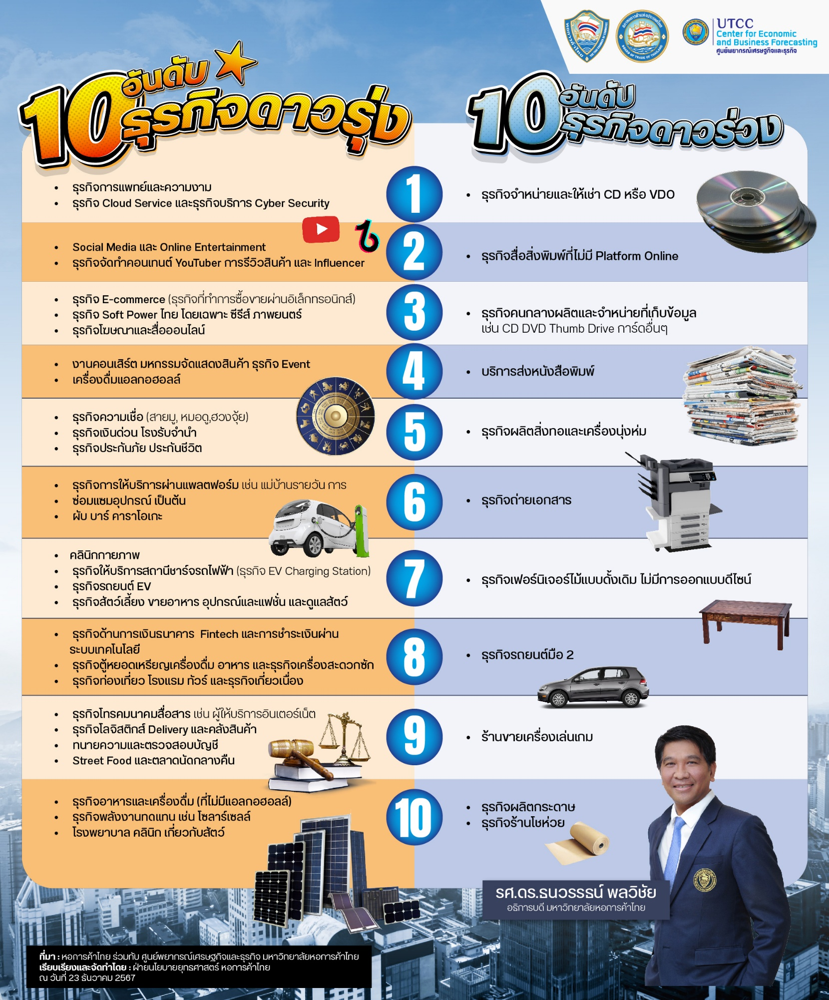 หอการค้าไทย
THE THAI CHAMBER OF COMMERCE
สภาหอการค้าแห่งประเทศไทย
BOARD OF TRADE OF THAILAND
UTCC
Center for Economic
and Business Forecasting
ศูนย์พยากรณ์เศรษฐกิจและธุรกิจ
10 อันดับ
ธุรกิจดาวรุ่ง
10 อันดับ
ธุรกิจดาวร่วง
1
• ธุรกิจการแพทย์และความงาม
• ธุรกิจ Cloud Service และธุรกิจบริการ Cyber Security
• ธุรกิจจำหน่ายและให้เช่า CD หรือ VDO
2
• Social Media และ Online Entertainment
• ธุรกิจจัดทำคอนเทนต์ YouTuber การรีวิวสินค้า และ Influencer
• ธุรกิจสื่อสิ่งพิมพ์ที่ไม่มี Platform Online
3
• ธุรกิจ E-commerce (ธุรกิจที่ทำการซื้อขายผ่านอิเล็กทรอนิกส์)
• ธุรกิจ Soft Power ไทย โดยเฉพาะ ซีรีส์ ภาพยนตร์
• ธุรกิจโฆษณาและสื่อออนไลน์
• ธุรกิจคนกลางผลิตและจำหน่ายที่เก็บข้อมูล
เช่น CD DVD Thumb Drive การ์ดอื่นๆ
4
• งานคอนเสิร์ต มหกรรมจัดแสดงสินค้า ธุรกิจ Event
• เครื่องดื่มแอลกอฮอลล์
• บริการส่งหนังสือพิมพ์
5
• ธุรกิจความเชื่อ (สายมู, หมอดู,ฮวงจุ้ย)
• ธุรกิจเงินด่วน โรงรับจำนำ
• ธุรกิจประกันภัย ประกันชีวิต
• ธุรกิจผลิตสิ่งทอและเครื่องนุ่งห่ม
6
• ธุรกิจการให้บริการผ่านแพลตฟอร์ม เช่น แม่บ้านรายวัน การ
• ซ่อมแซมอุปกรณ์ เป็นต้น
• ผับ บาร์ คาราโอเกะ
• ธุรกิจถ่ายเอกสาร
7
• คลินิกกายภาพ
• ธุรกิจให้บริการสถานีชาร์จรถไฟฟ้า (ธุรกิจ EV Charging Station)
• ธุรกิจรถยนต์ EV
• ธุรกิจสัตว์เลี้ยง ขายอาหาร อุปกรณ์และแฟชั่น และดูแลสัตว์
• ธุรกิจเฟอร์นิเจอร์ไม้แบบดั้งเดิม ไม่มีการออกแบบดีไซน์
8
• ธุรกิจด้านการเงินธนาคาร Fintech และการชำระเงินผ่าน
ระบบเทคโนโลยี
• ธุรกิจตู้หยอดเหรียญเครื่องดื่ม อาหาร และธุรกิจเครื่องสะดวกซัก
• ธุรกิจท่องเที่ยว โรงแรม ทัวร์ และธุรกิจเกี่ยวเนื่อง
• ธุรกิจรถยนต์มือ 2
9
• ธุรกิจโทรคมนาคมสื่อสาร เช่น ผู้ให้บริการอินเตอร์เน็ต
• ธุรกิจโลจิสติกส์ Delivery และคลังสินค้า
• ทนายความและตรวจสอบบัญชี
• Street Food และตลาดนัดกลางคืน
• ร้านขายเครื่องเล่นเกม
10
• ธุรกิจอาหารและเครื่องดื่ม (ที่ไม่มีแอลกอฮอลล์)
• ธุรกิจพลังงานทดแทน เช่น โซลาร์เซลล์
• โรงพยาบาล คลินิก เกี่ยวกับสัตว์
• ธุรกิจผลิตกระดาษ
• ธุรกิจร้านโชห่วย
รศ.ดร.ธนวรรธน์ พลวิชัย
อธิการบดี มหาวิทยาลัยหอการค้าไทย
ที่มา : หอการค้าไทย ร่วมกับ ศูนย์พยากรณ์เศรษฐกิจและธุรกิจ มหาวิทยาลัยหอการค้าไทย
เรียบเรียงและจัดทำโดย : ฝ่ายนโยบายยุทธศาสตร์ หอการค้าไทย
ณ วันที่ 23 ธันวาคม 2567